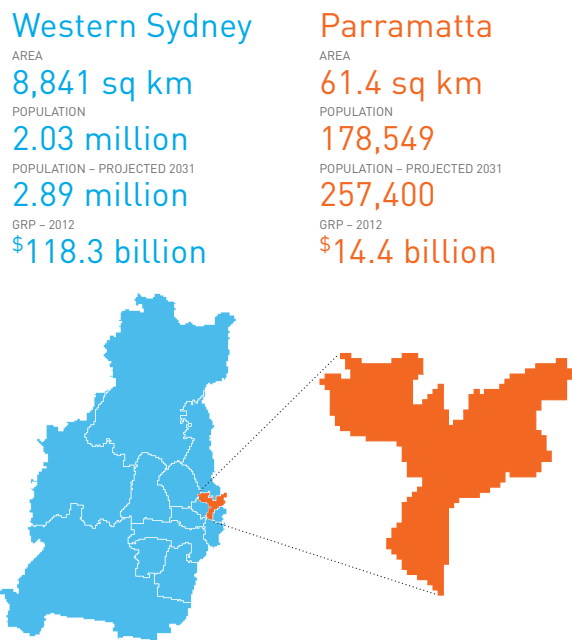 Western Sydney
AREA
8,841 sq km
POPULATION
2.03 million
POPULATION – PROJECTED 2031
2.89 million
GRP – 2012
$118.3 billion
Parramatta
AREA
61.4 sq km
POPULATION
178,549
POPULATION – PROJECTED 2031
257,400
GRP – 2012
$14.4 billion